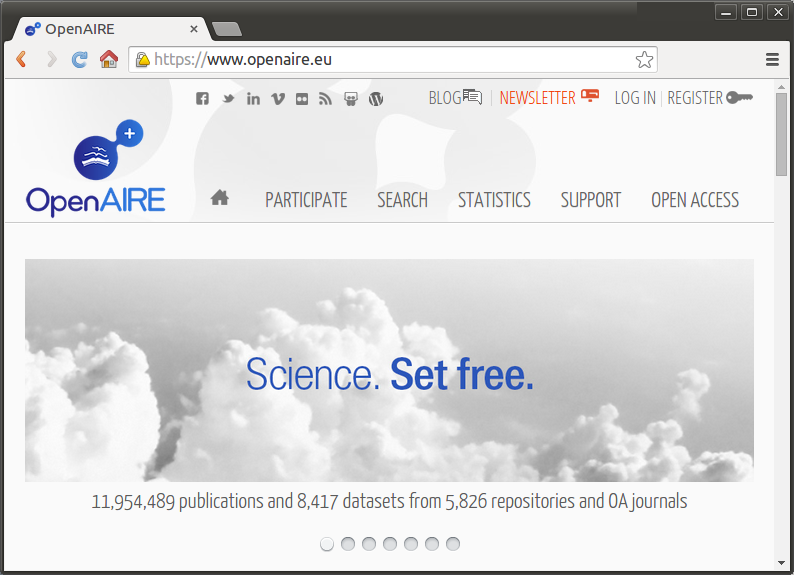 OpenAIRE
https://www.openaire.eu
BLOG | NEWSLETTER LOG IN | REGISTER
OpenAIRE
PARTICIPATE SEARCH STATISTICS SUPPORT OPEN ACCESS
Science. Set free.
11,954,489 publications and 8,417 datasets from 5,826 repositories and OA journals